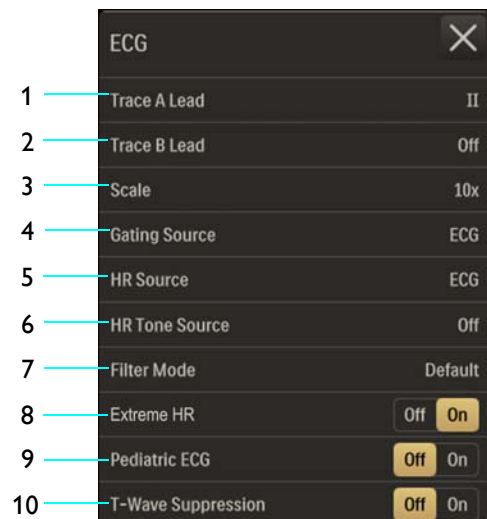 ECG
1 Trace A Lead II
2 Trace B Lead Off
3 Scale 10x
4 Gating Source ECG
5 HR Source ECG
6 HR Tone Source Off
7 Filter Mode Default
8 Extreme HR Off On
9 Pediatric ECG Off On
10 T-Wave Suppression Off On